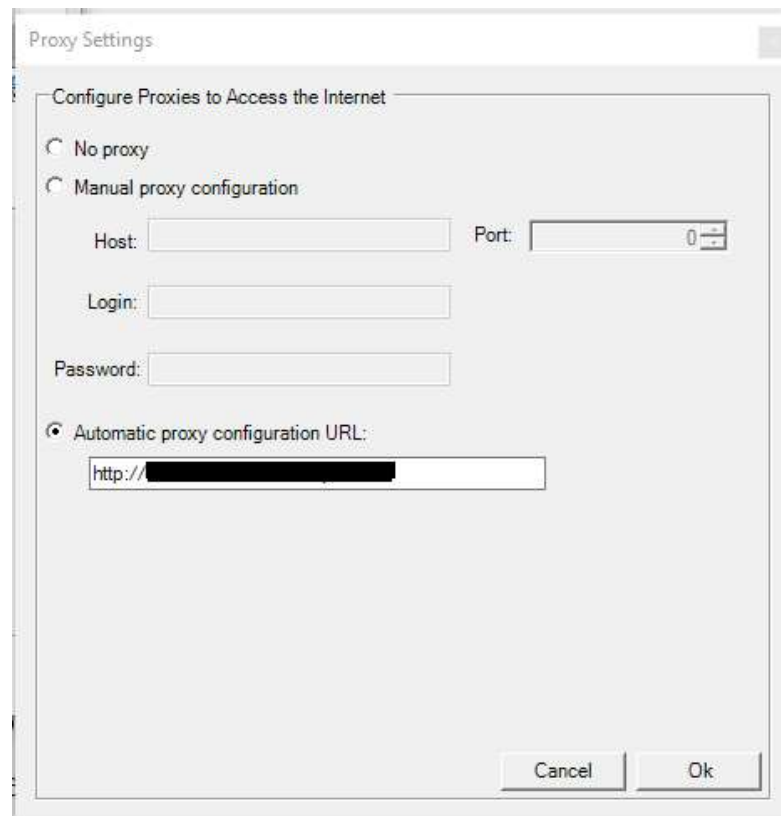 Proxy Settings
Configure Proxies to Access the Internet
No proxy
Manual proxy configuration
Host:
Port: 0
Login:
Password:
Automatic proxy configuration URL:
http://
Cancel Ok